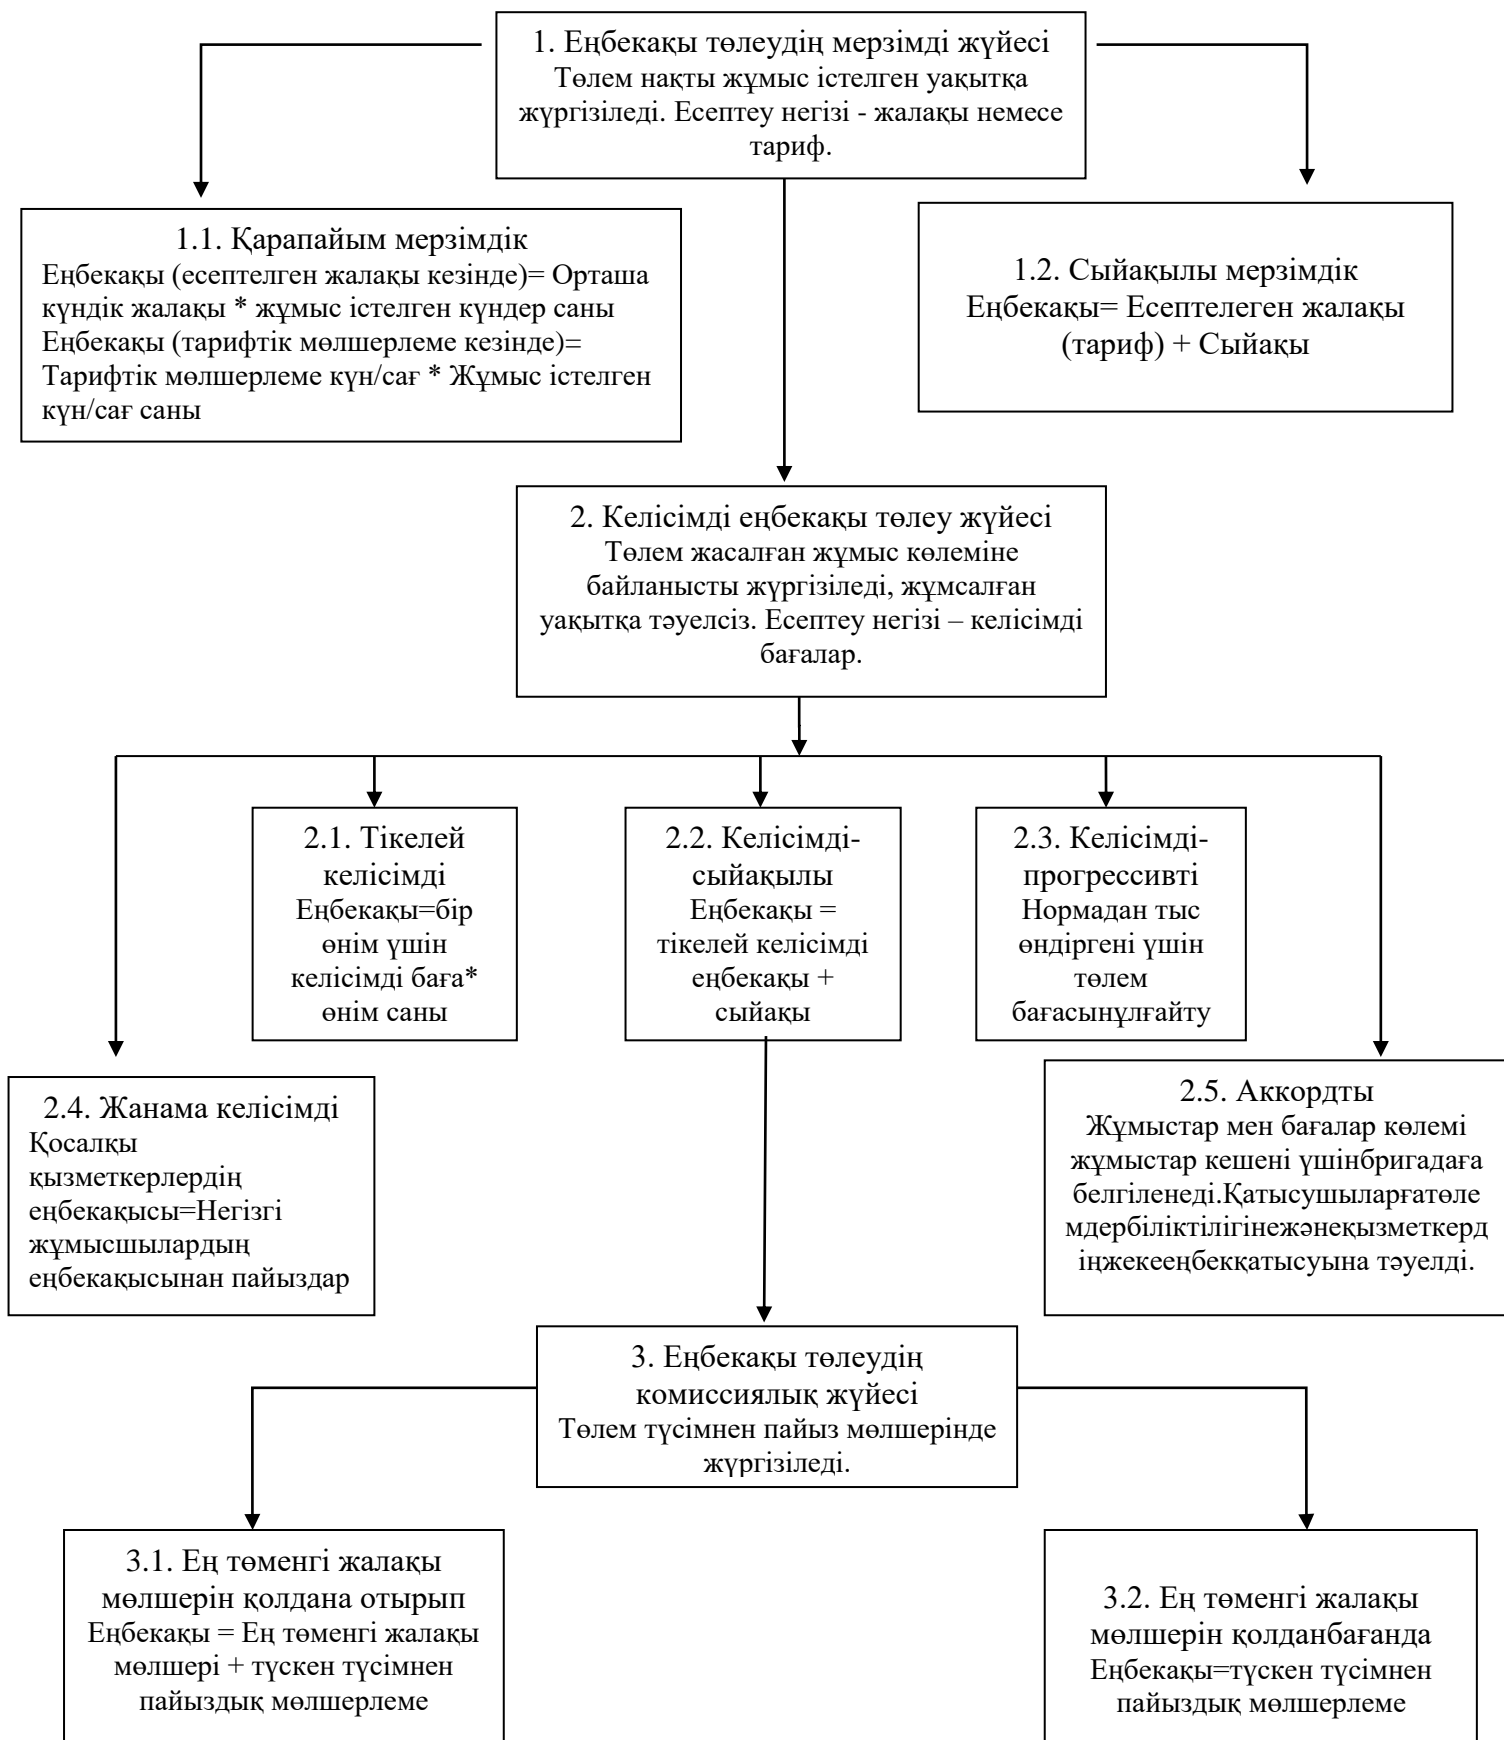 1. Еңбекақы төлеудің мерзімді жүйесі
Төлем нақты жұмыс істелген уақытқа
жүргізіледі. Есептеу негізі - жалақы немесе
тариф.
1.1. Қарапайым мерзімдік
Еңбекақы (есептелген жалақы кезінде)= Орташа
күндік жалақы * жұмыс істелген күндер саны
Еңбекақы (тарифтік мөлшерлеме кезінде)=
Тарифтік мөлшерлеме күн/сағ * Жұмыс істелген
күн/сағ саны
1.2. Сыйақылы мерзімдік
Еңбекақы= Есептелеген жалақы
(тариф) + Сыйақы
2. Келісімді еңбекақы төлеу жүйесі
Төлем жасалған жұмыс көлеміне
байланысты жүргізіледі, жұмсалған
уақытқа тәуелсіз. Есептеу негізі – келісімді
бағалар.
2.1. Тікелей
келісімді
Еңбекақы=бір
өнім үшін
келісімді баға*
өнім саны
2.2. Келісімді-
сыйақылы
Еңбекақы =
тікелей келісімді
еңбекақы +
сыйақы
2.3. Келісімді-
прогрессивті
Нормадан тыс
өндіргені үшін
төлем
бағасынұлғайту
2.4. Жанама келісімді
Қосалқы
қызметкерлердің
еңбекақысы=Негізгі
жұмысшылардың
еңбекақысынан пайыздар
2.5. Аккордты
Жұмыстар мен бағалар көлемі
жұмыстар кешені үшінбригадаға
белгіленеді.Қатысушыларғатөле
мдербіліктілігінежәнеқызметкерд
іңжекееңбекқатысуына тәуелді.
3. Еңбекақы төлеудің
комиссиялық жүйесі
Төлем түсімнен пайыз мөлшерінде
жүргізіледі.
3.1. Ең төменгі жалақы
мөлшерін қолдана отырып
Еңбекақы = Ең төменгі жалақы
мөлшері + түскен түсімнен
пайыздық мөлшерлеме
3.2. Ең төменгі жалақы
мөлшерін қолданбағанда
Еңбекақы=түскен түсімнен
пайыздық мөлшерлеме